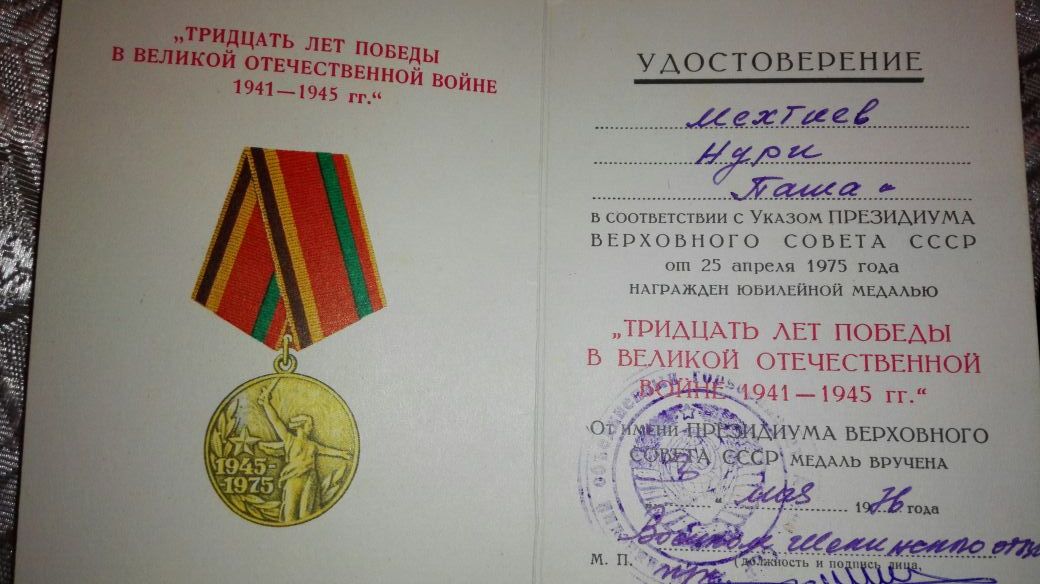 „ТРИДЦАТЬ ЛЕТ ПОБЕДЫ
В ВЕЛИКОЙ ОТЕЧЕСТВЕННОЙ ВОЙНЕ
1941—1945 гг.“
1945-
1975
УДОСТОВЕРЕНИЕ
Мехтиев
Нури
Паша
В СООТВЕТСТВИИ С УКАЗОМ ПРЕЗИДИУМА
ВЕРХОВНОГО СОВЕТА СССР
от 25 апреля 1975 года
НАГРАЖДЕН ЮБИЛЕЙНОЙ МЕДАЛЬЮ
„ТРИДЦАТЬ ЛЕТ ПОБЕДЫ
В ВЕЛИКОЙ ОТЕЧЕСТВЕННОЙ
ВОЙНЕ 1941—1945 гг.“
ОТ ИМЕНИ ПРЕЗИДИУМА ВЕРХОВНОГО
СОВЕТА СССР МЕДАЛЬ ВРУЧЕНА
" мая 1976 года
М. П.
(должность и подпись лица,